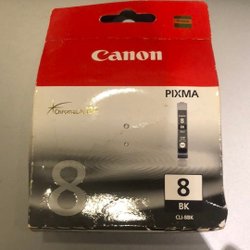 Canon
ChromaLife100
PIXMA
8
8
BK
CLI-8BK